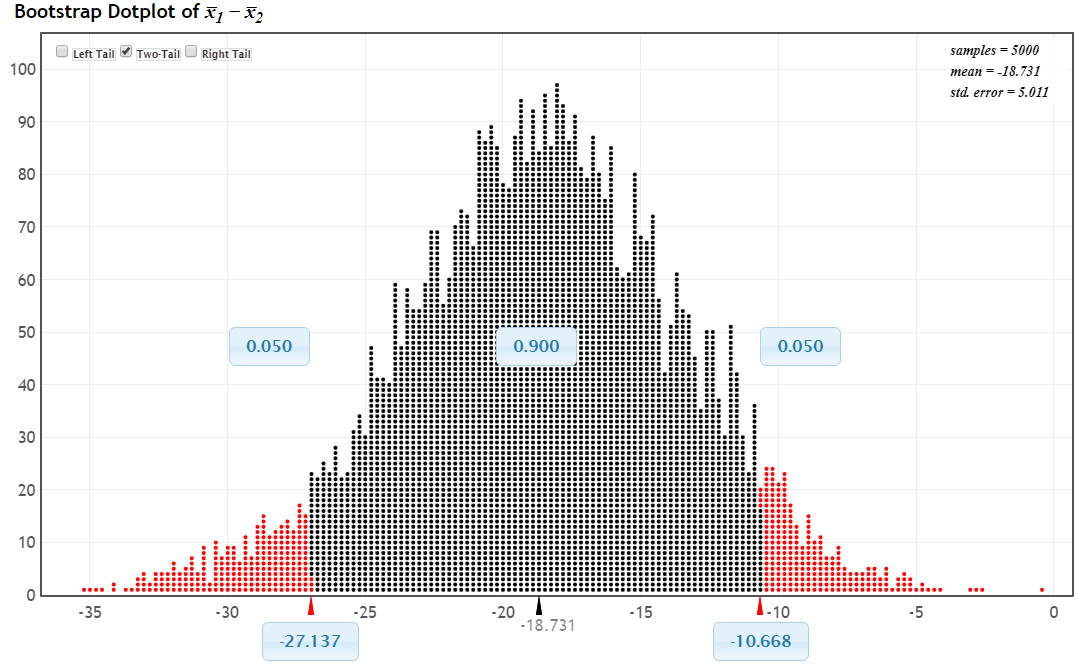 Bootstrap Dotplot of x̄₁ − x̄₂
Left Tail Two-Tail Right Tail
samples = 5000
mean = -18.731
std. error = 5.011
100
90
80
70
60
50
40
30
20
10
0
0.050 0.900 0.050
-35 -30 -25 -20 -15 -10 -5 0
-18.731
-27.137 -10.668